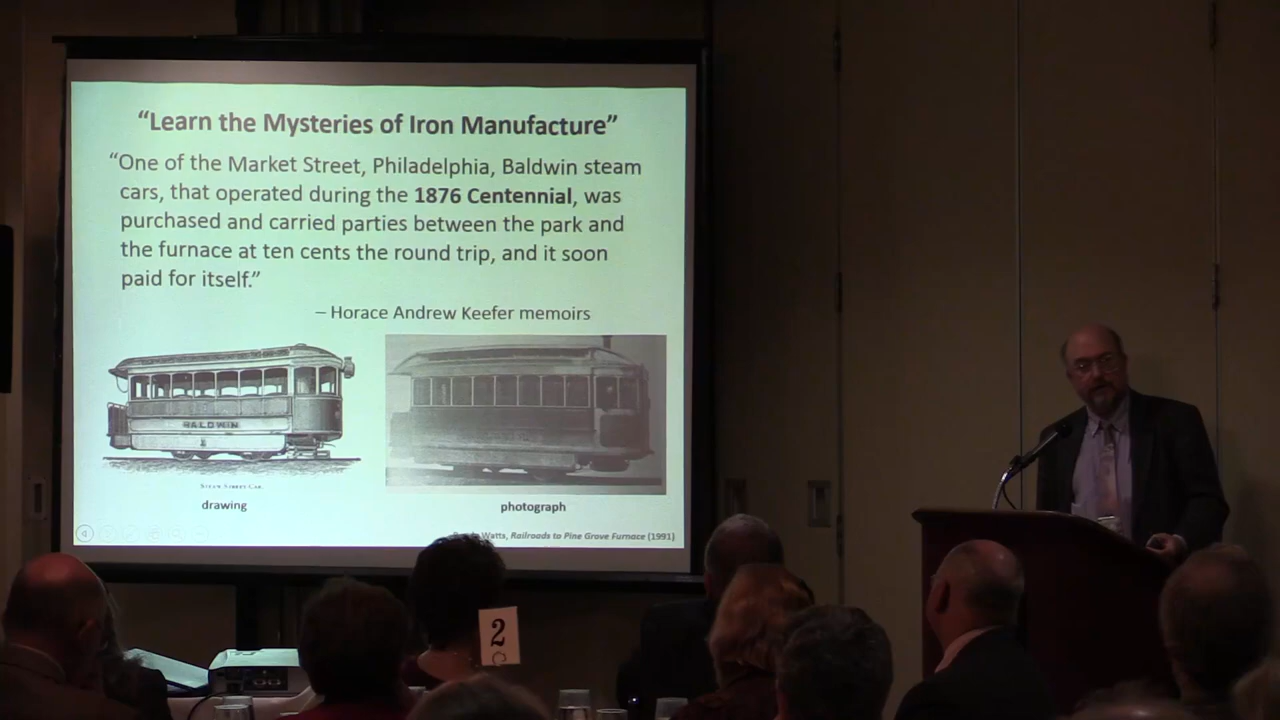 “Learn the Mysteries of Iron Manufacture”
“One of the Market Street, Philadelphia, Baldwin steam
cars, that operated during the 1876 Centennial, was
purchased and carried parties between the park and
the furnace at ten cents the round trip, and it soon
paid for itself.”
– Horace Andrew Keefer memoirs
BALDWIN
Steam Street Car.
drawing
photograph
Watts, Railroads to Pine Grove Furnace (1991)
2